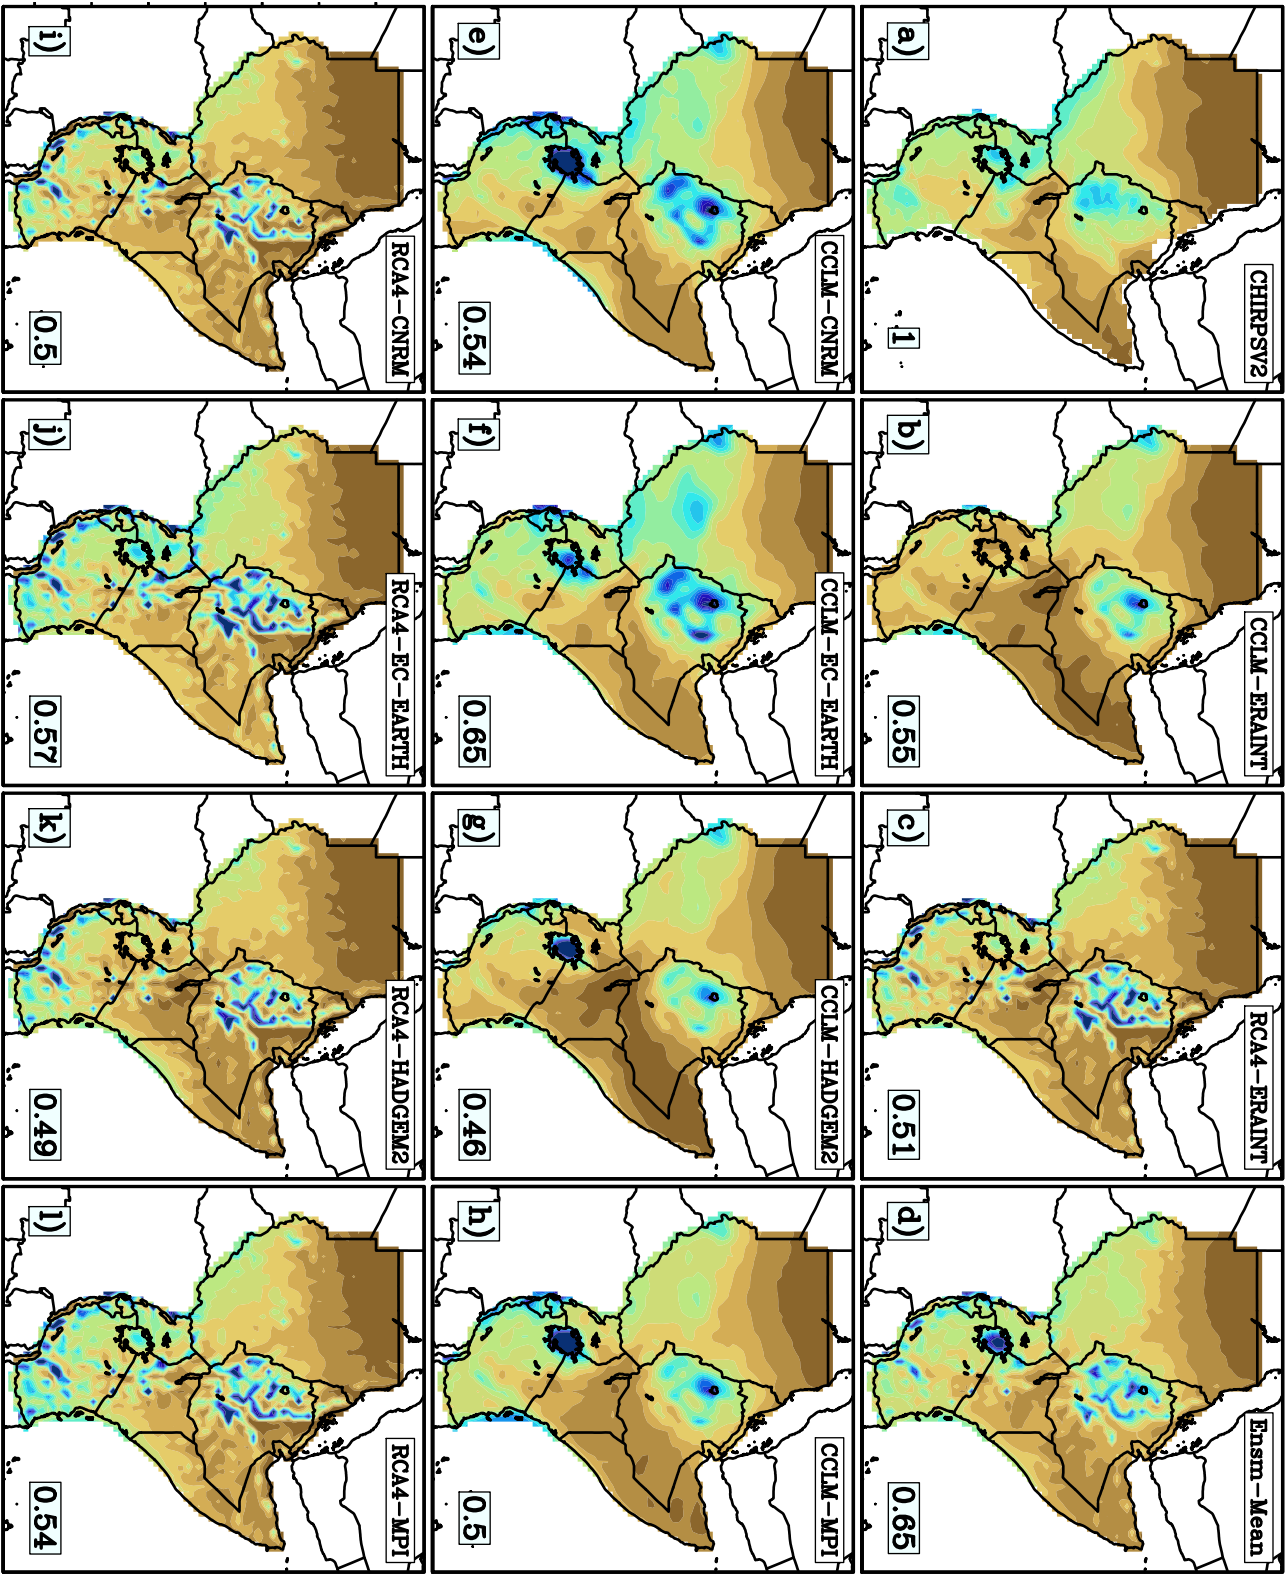 a)
CHIRPSV2
1
b)
CCLM-ERAINT
0.55
c)
RCA4-ERAINT
0.51
d)
Ensm-Mean
0.65
e)
CCLM-CNRM
0.54
f)
CCLM-EC-EARTH
0.65
g)
CCLM-HADGEM2
0.46
h)
CCLM-MPI
0.5
i)
RCA4-CNRM
0.5
j)
RCA4-EC-EARTH
0.57
k)
RCA4-HADGEM2
0.49
l)
RCA4-MPI
0.54